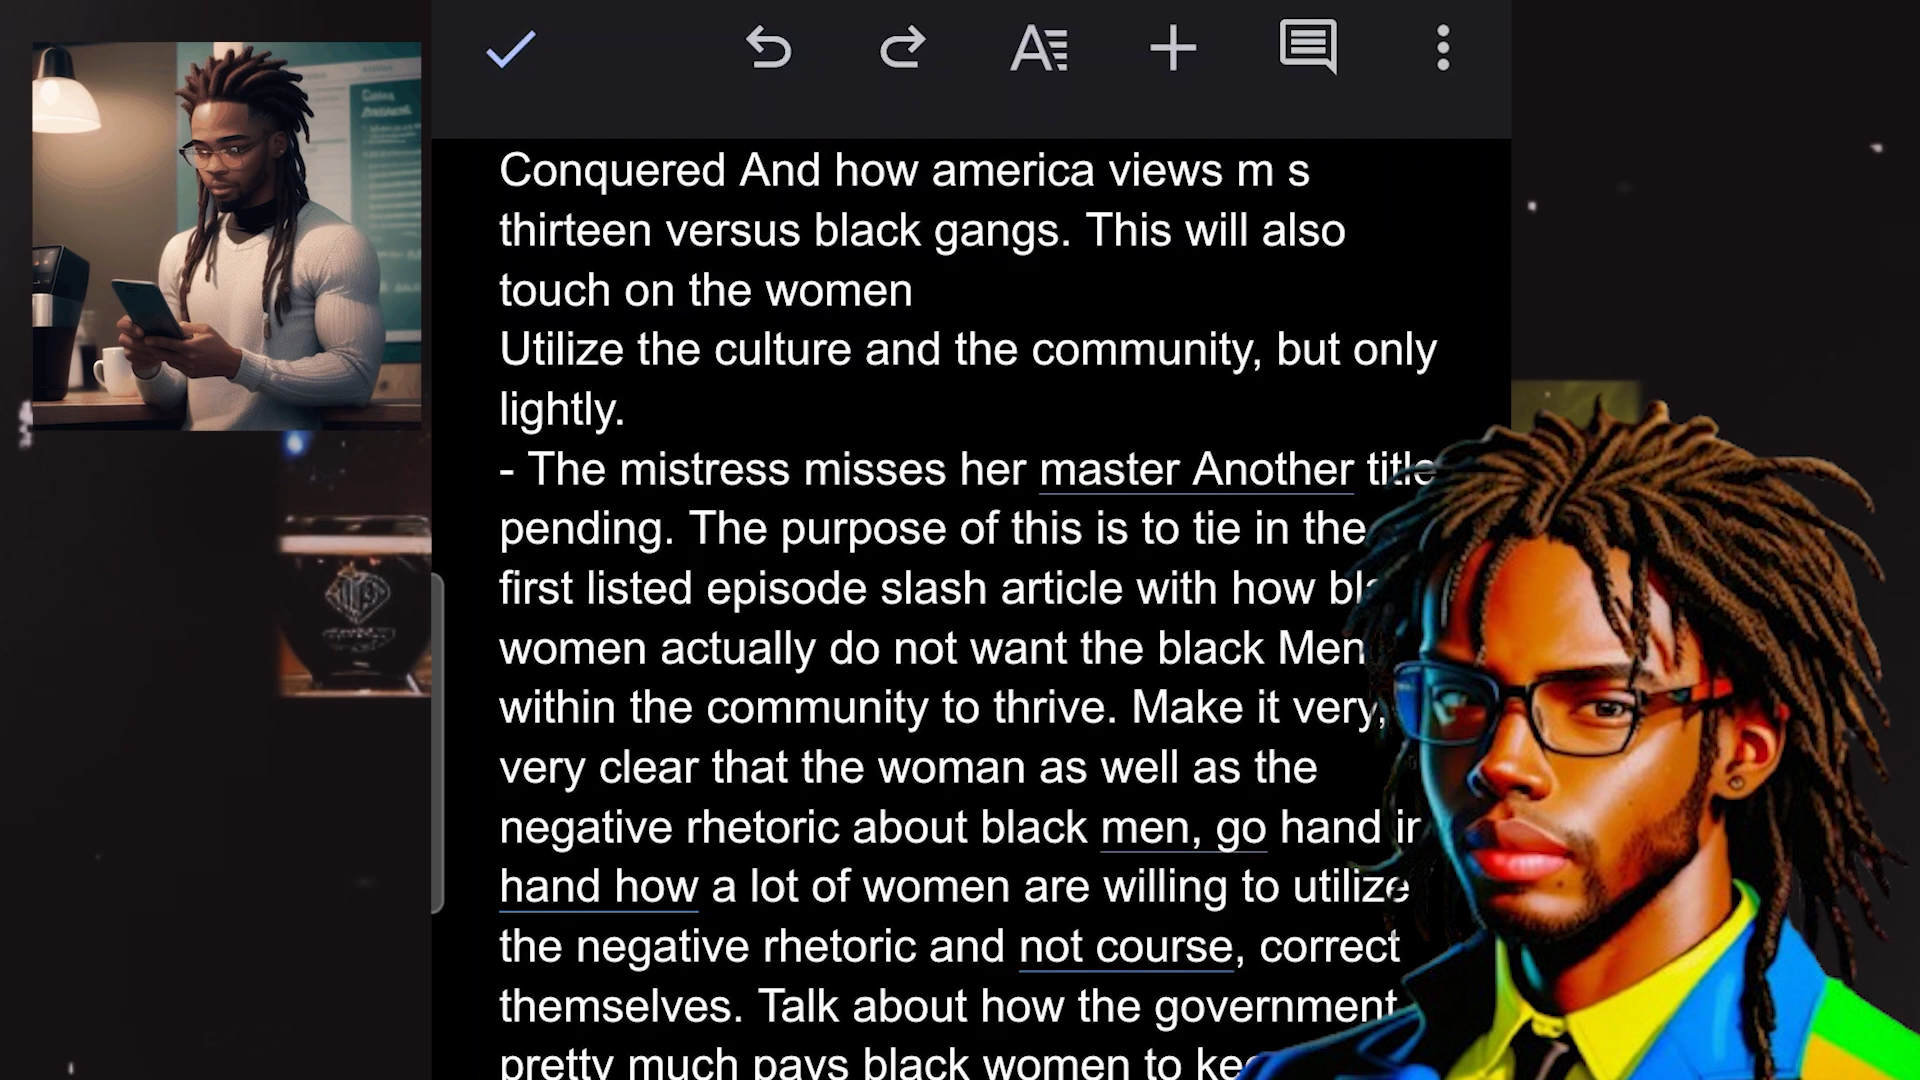 Conquered And how america views m s
thirteen versus black gangs. This will also
touch on the women
Utilize the culture and the community, but only
lightly.
- The mistress misses her master Another title
pending. The purpose of this is to tie in the
first listed episode slash article with how
women actually do not want the black Men
within the community to thrive. Make it very,
very clear that the woman as well as the
negative rhetoric about black men, go hand
hand how a lot of women are willing to utilize
the negative rhetoric and not course, correct
themselves. Talk about how the government
pretty much pays black women to